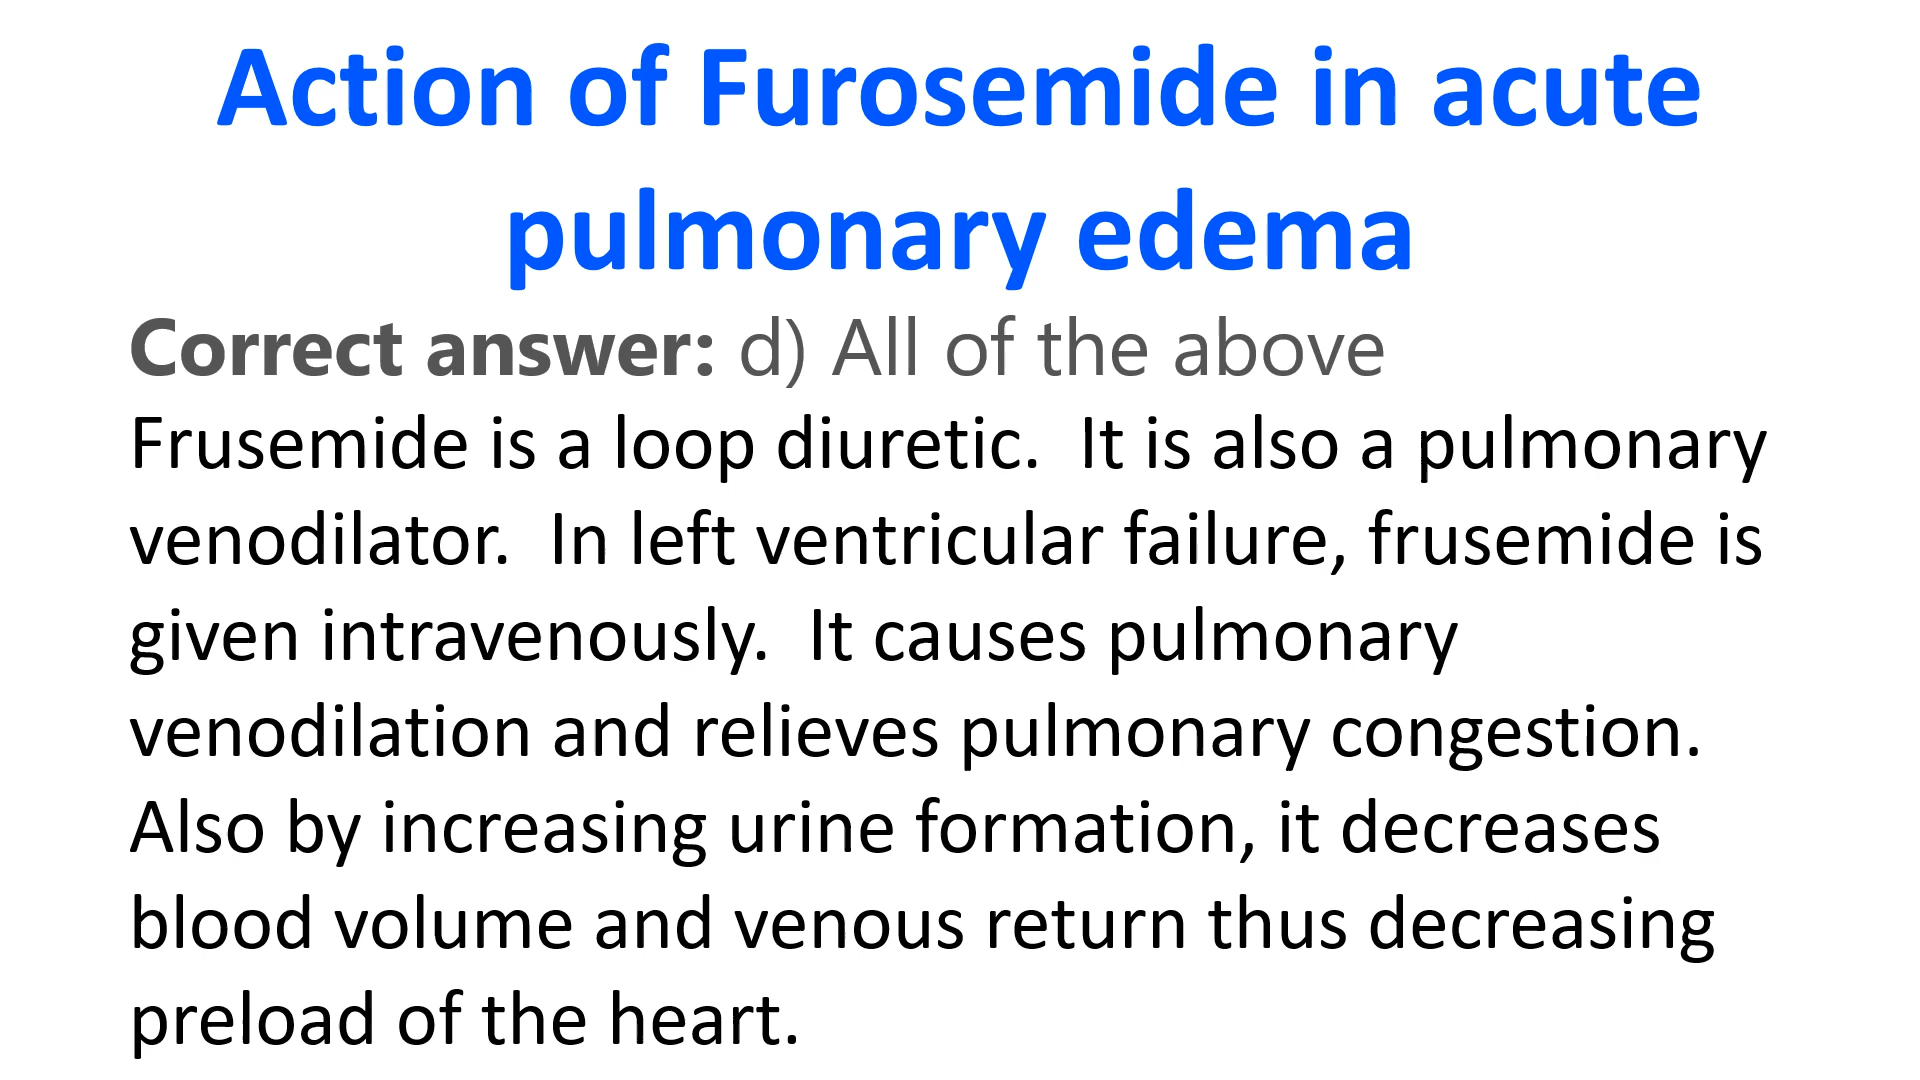 Action of Furosemide in acute
pulmonary edema
Correct answer: d) All of the above
Frusemide is a loop diuretic.  It is also a pulmonary
venodilator.  In left ventricular failure, frusemide is
given intravenously.  It causes pulmonary
venodilation and relieves pulmonary congestion.
Also by increasing urine formation, it decreases
blood volume and venous return thus decreasing
preload of the heart.